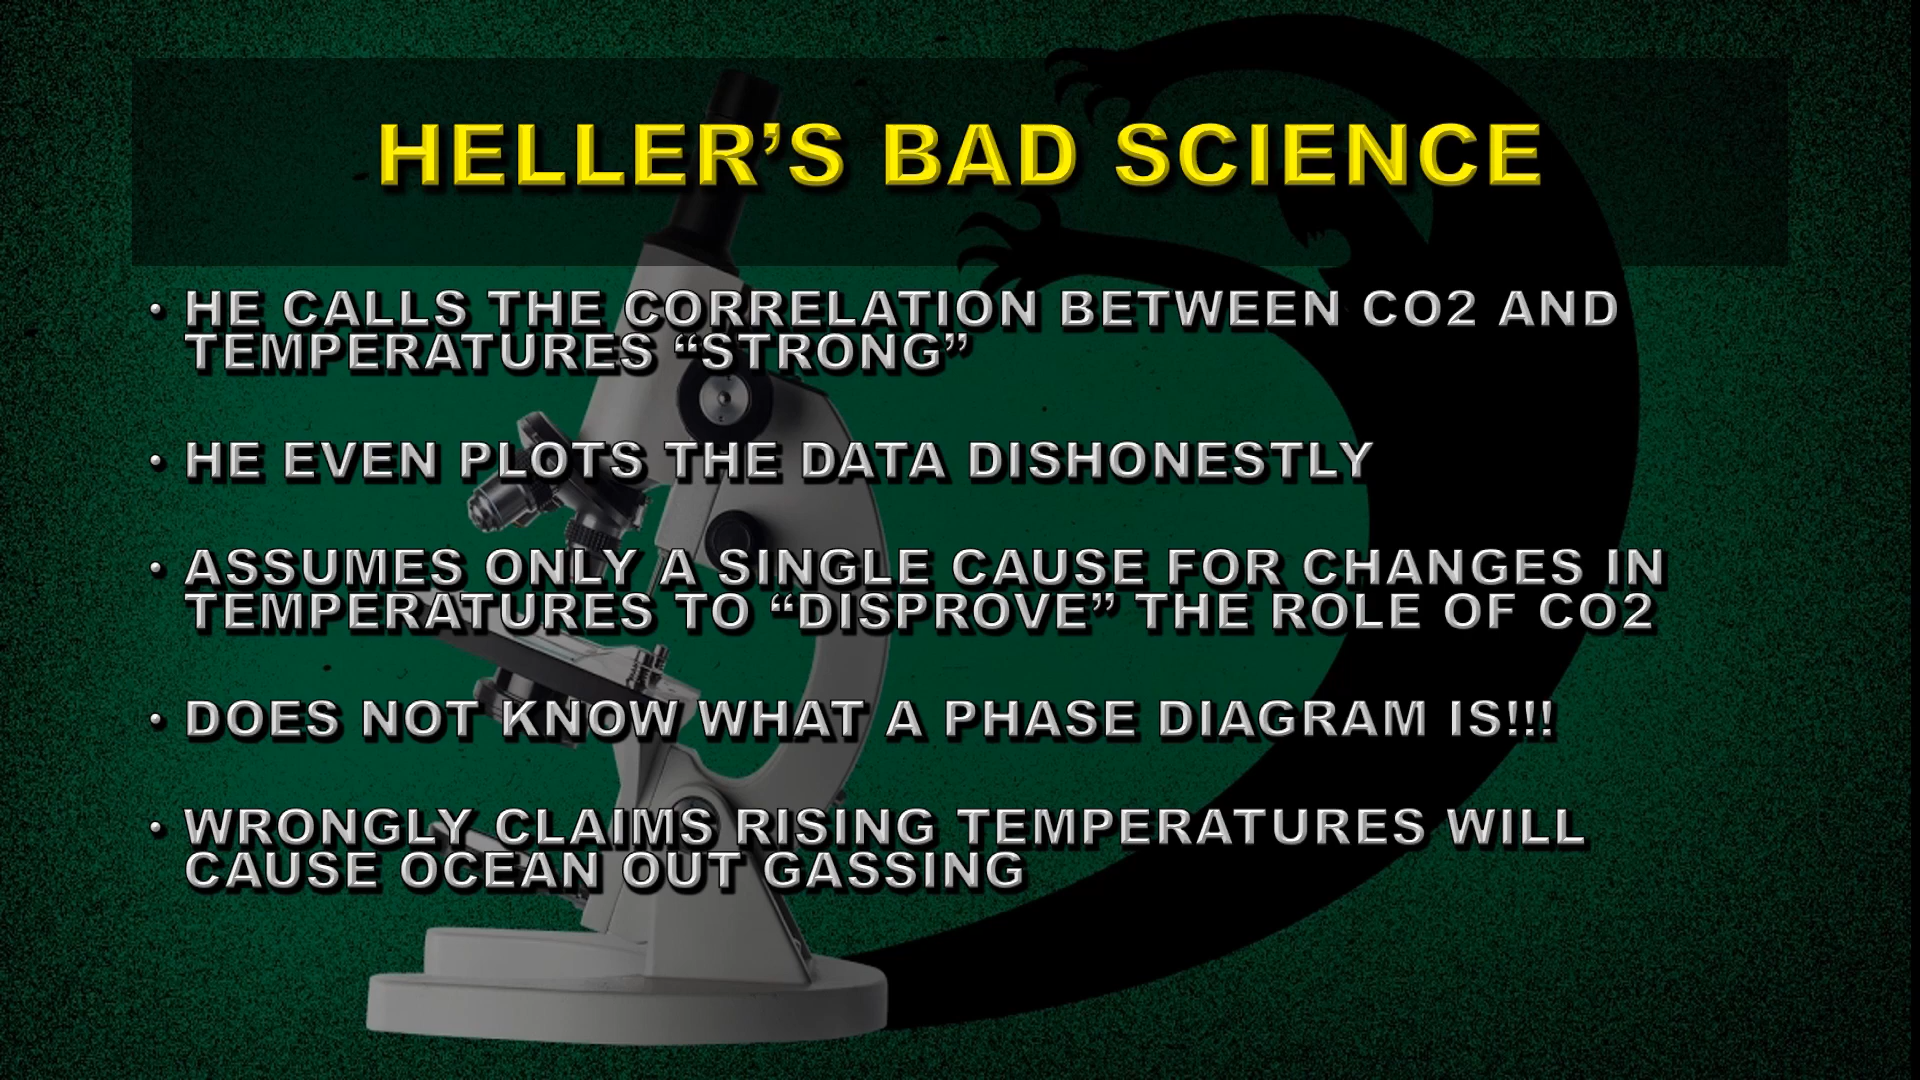 HELLER’S BAD SCIENCE
• HE CALLS THE CORRELATION BETWEEN CO2 AND
TEMPERATURES “STRONG”
• HE EVEN PLOTS THE DATA DISHONESTLY
• ASSUMES ONLY A SINGLE CAUSE FOR CHANGES IN
TEMPERATURES TO “DISPROVE” THE ROLE OF CO2
• DOES NOT KNOW WHAT A PHASE DIAGRAM IS!!!
• WRONGLY CLAIMS RISING TEMPERATURES WILL
CAUSE OCEAN OUT GASSING